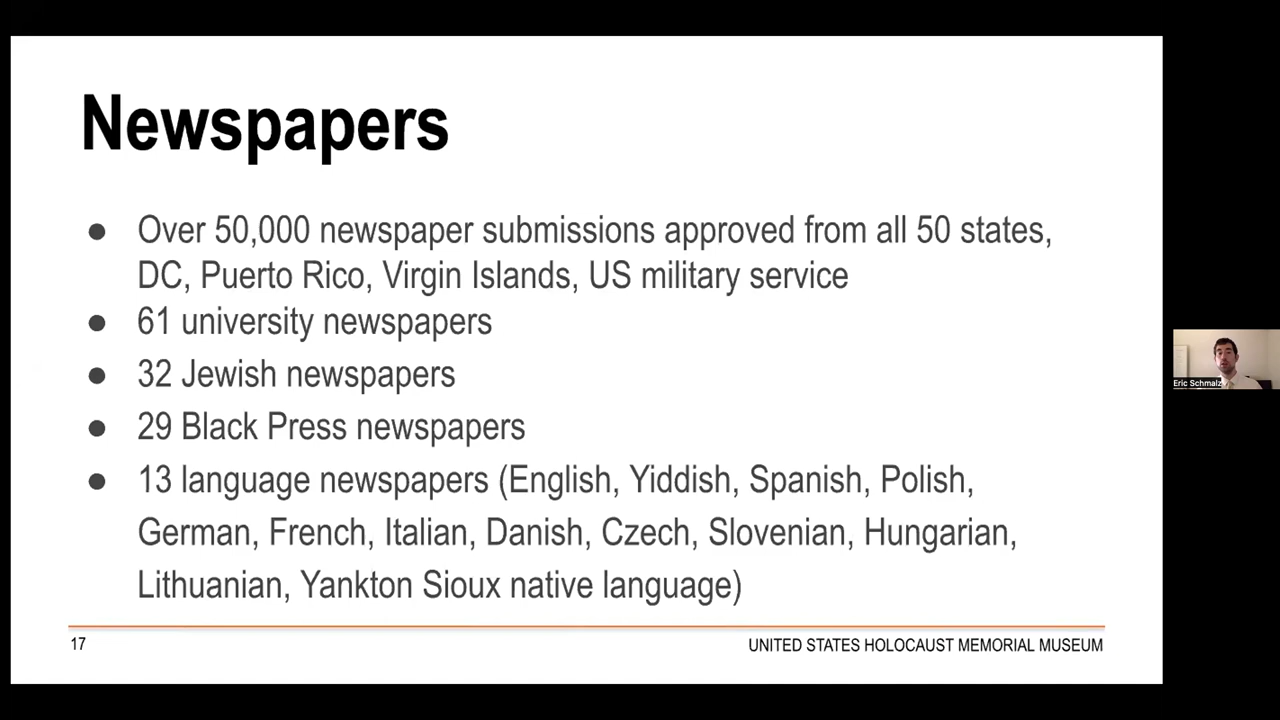 Newspapers
● Over 50,000 newspaper submissions approved from all 50 states,
DC, Puerto Rico, Virgin Islands, US military service
● 61 university newspapers
● 32 Jewish newspapers
● 29 Black Press newspapers
● 13 language newspapers (English, Yiddish, Spanish, Polish,
German, French, Italian, Danish, Czech, Slovenian, Hungarian,
Lithuanian, Yankton Sioux native language)
17
UNITED STATES HOLOCAUST MEMORIAL MUSEUM
Eric Schmalz